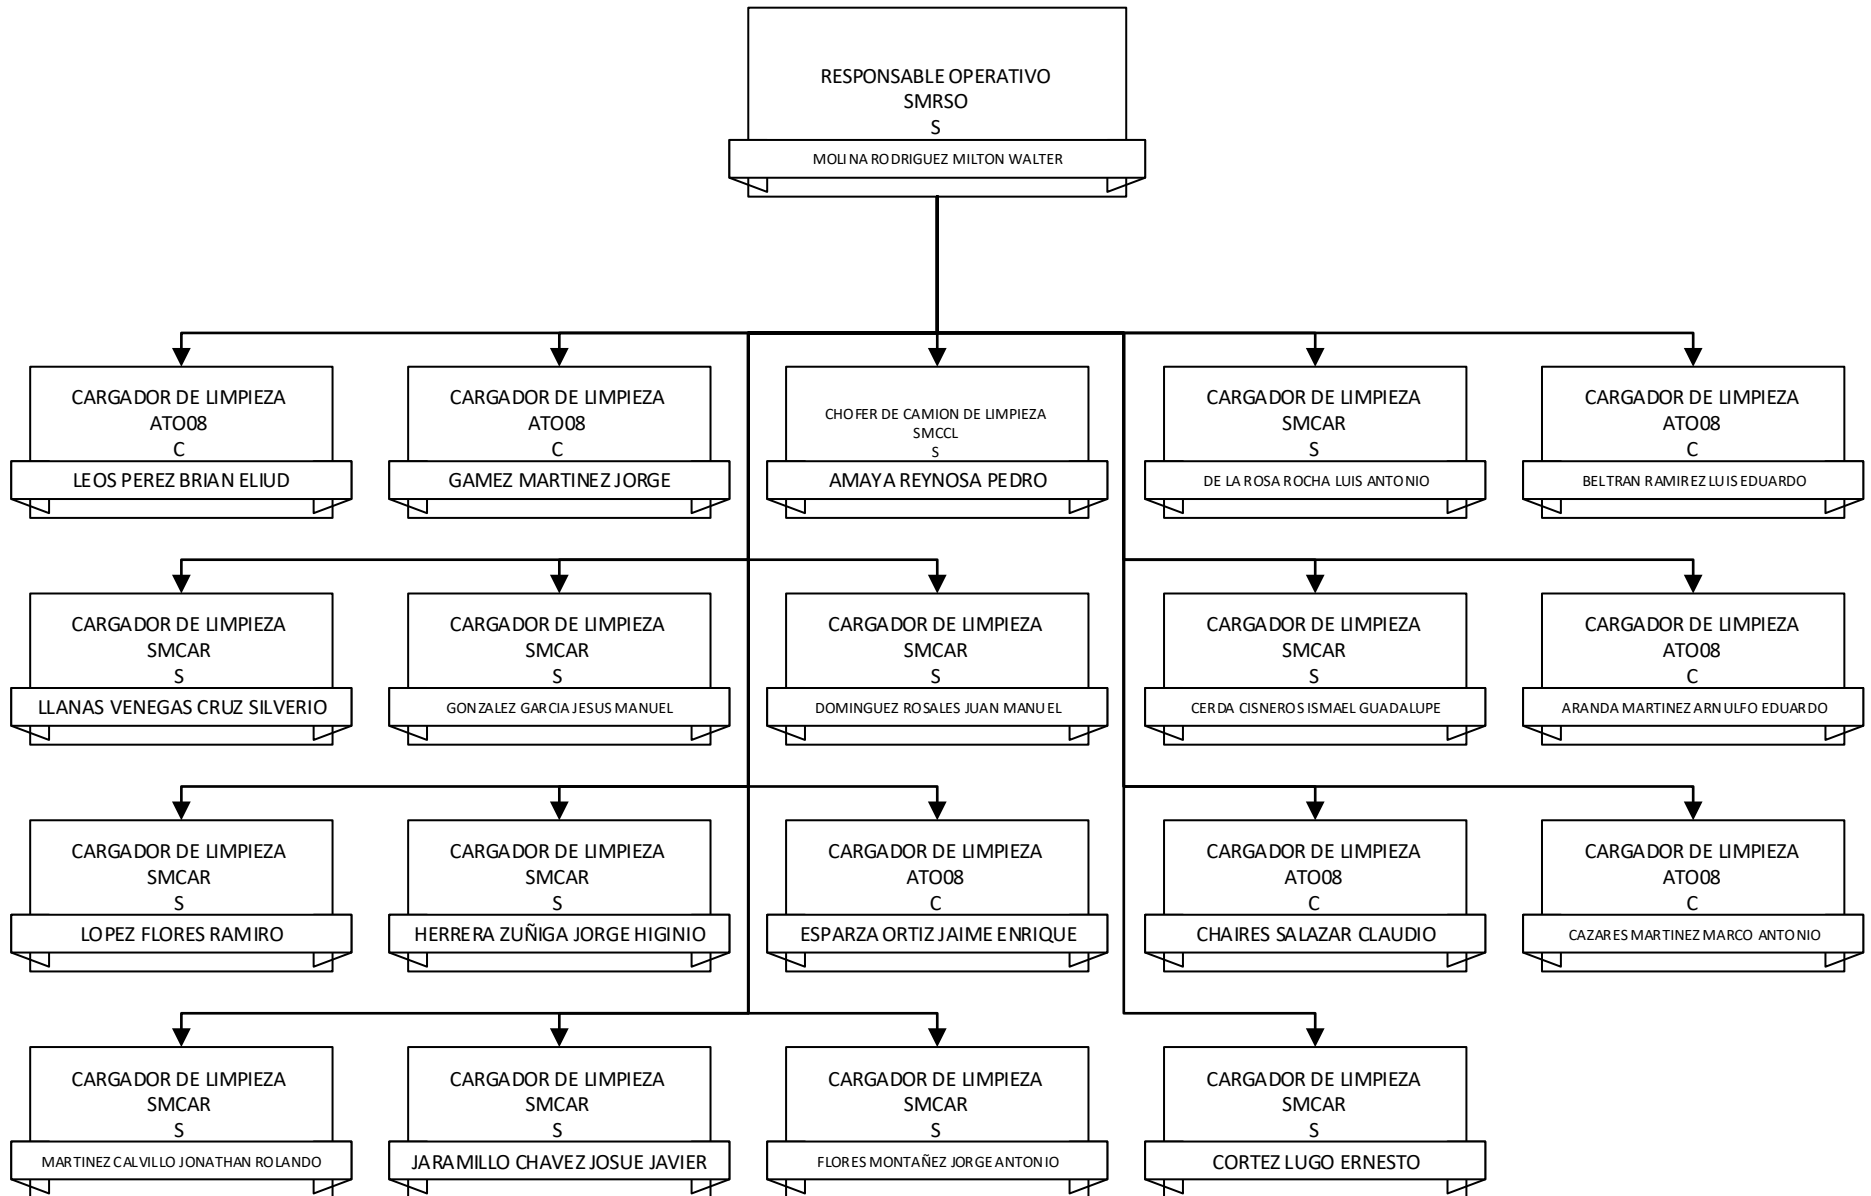 RESPONSABLE OPERATIVO
SMRSO
S
MOLINA RODRIGUEZ MILTON WALTER
CARGADOR DE LIMPIEZA
ATO08
C
LEOS PEREZ BRIAN ELIUD
CARGADOR DE LIMPIEZA
ATO08
C
GAMEZ MARTINEZ JORGE
CHOFER DE CAMION DE LIMPIEZA
SMCCL
S
AMAYA REYNOSA PEDRO
CARGADOR DE LIMPIEZA
SMCAR
S
DE LA ROSA ROCHA LUIS ANTONIO
CARGADOR DE LIMPIEZA
ATO08
C
BELTRAN RAMIREZ LUIS EDUARDO
CARGADOR DE LIMPIEZA
SMCAR
S
LLANAS VENEGAS CRUZ SILVERIO
CARGADOR DE LIMPIEZA
SMCAR
S
GONZALEZ GARCIA JESUS MANUEL
CARGADOR DE LIMPIEZA
SMCAR
S
DOMINGUEZ ROSALES JUAN MANUEL
CARGADOR DE LIMPIEZA
SMCAR
S
CERDA CISNEROS ISMAEL GUADALUPE
CARGADOR DE LIMPIEZA
ATO08
C
ARANDA MARTINEZ ARNULFO EDUARDO
CARGADOR DE LIMPIEZA
SMCAR
S
LOPEZ FLORES RAMIRO
CARGADOR DE LIMPIEZA
SMCAR
S
HERRERA ZUÑIGA JORGE HIGINIO
CARGADOR DE LIMPIEZA
ATO08
C
ESPARZA ORTIZ JAIME ENRIQUE
CARGADOR DE LIMPIEZA
ATO08
C
CHAIRES SALAZAR CLAUDIO
CARGADOR DE LIMPIEZA
ATO08
C
CAZARES MARTINEZ MARCO ANTONIO
CARGADOR DE LIMPIEZA
SMCAR
S
MARTINEZ CALVILLO JONATHAN ROLANDO
CARGADOR DE LIMPIEZA
SMCAR
S
JARAMILLO CHAVEZ JOSUE JAVIER
CARGADOR DE LIMPIEZA
SMCAR
S
FLORES MONTAÑEZ JORGE ANTONIO
CARGADOR DE LIMPIEZA
SMCAR
S
CORTEZ LUGO ERNESTO